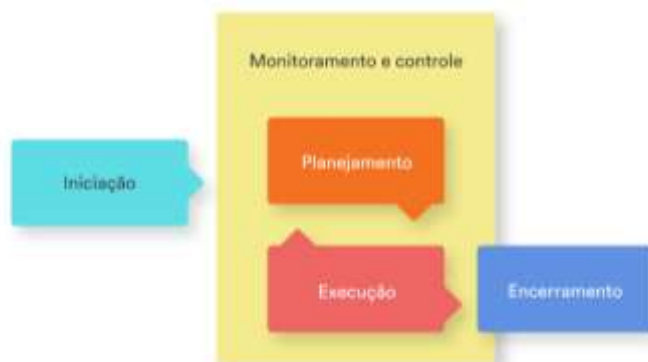 Monitoramento e controle
Iniciação
Planejamento
Execução
Encerramento